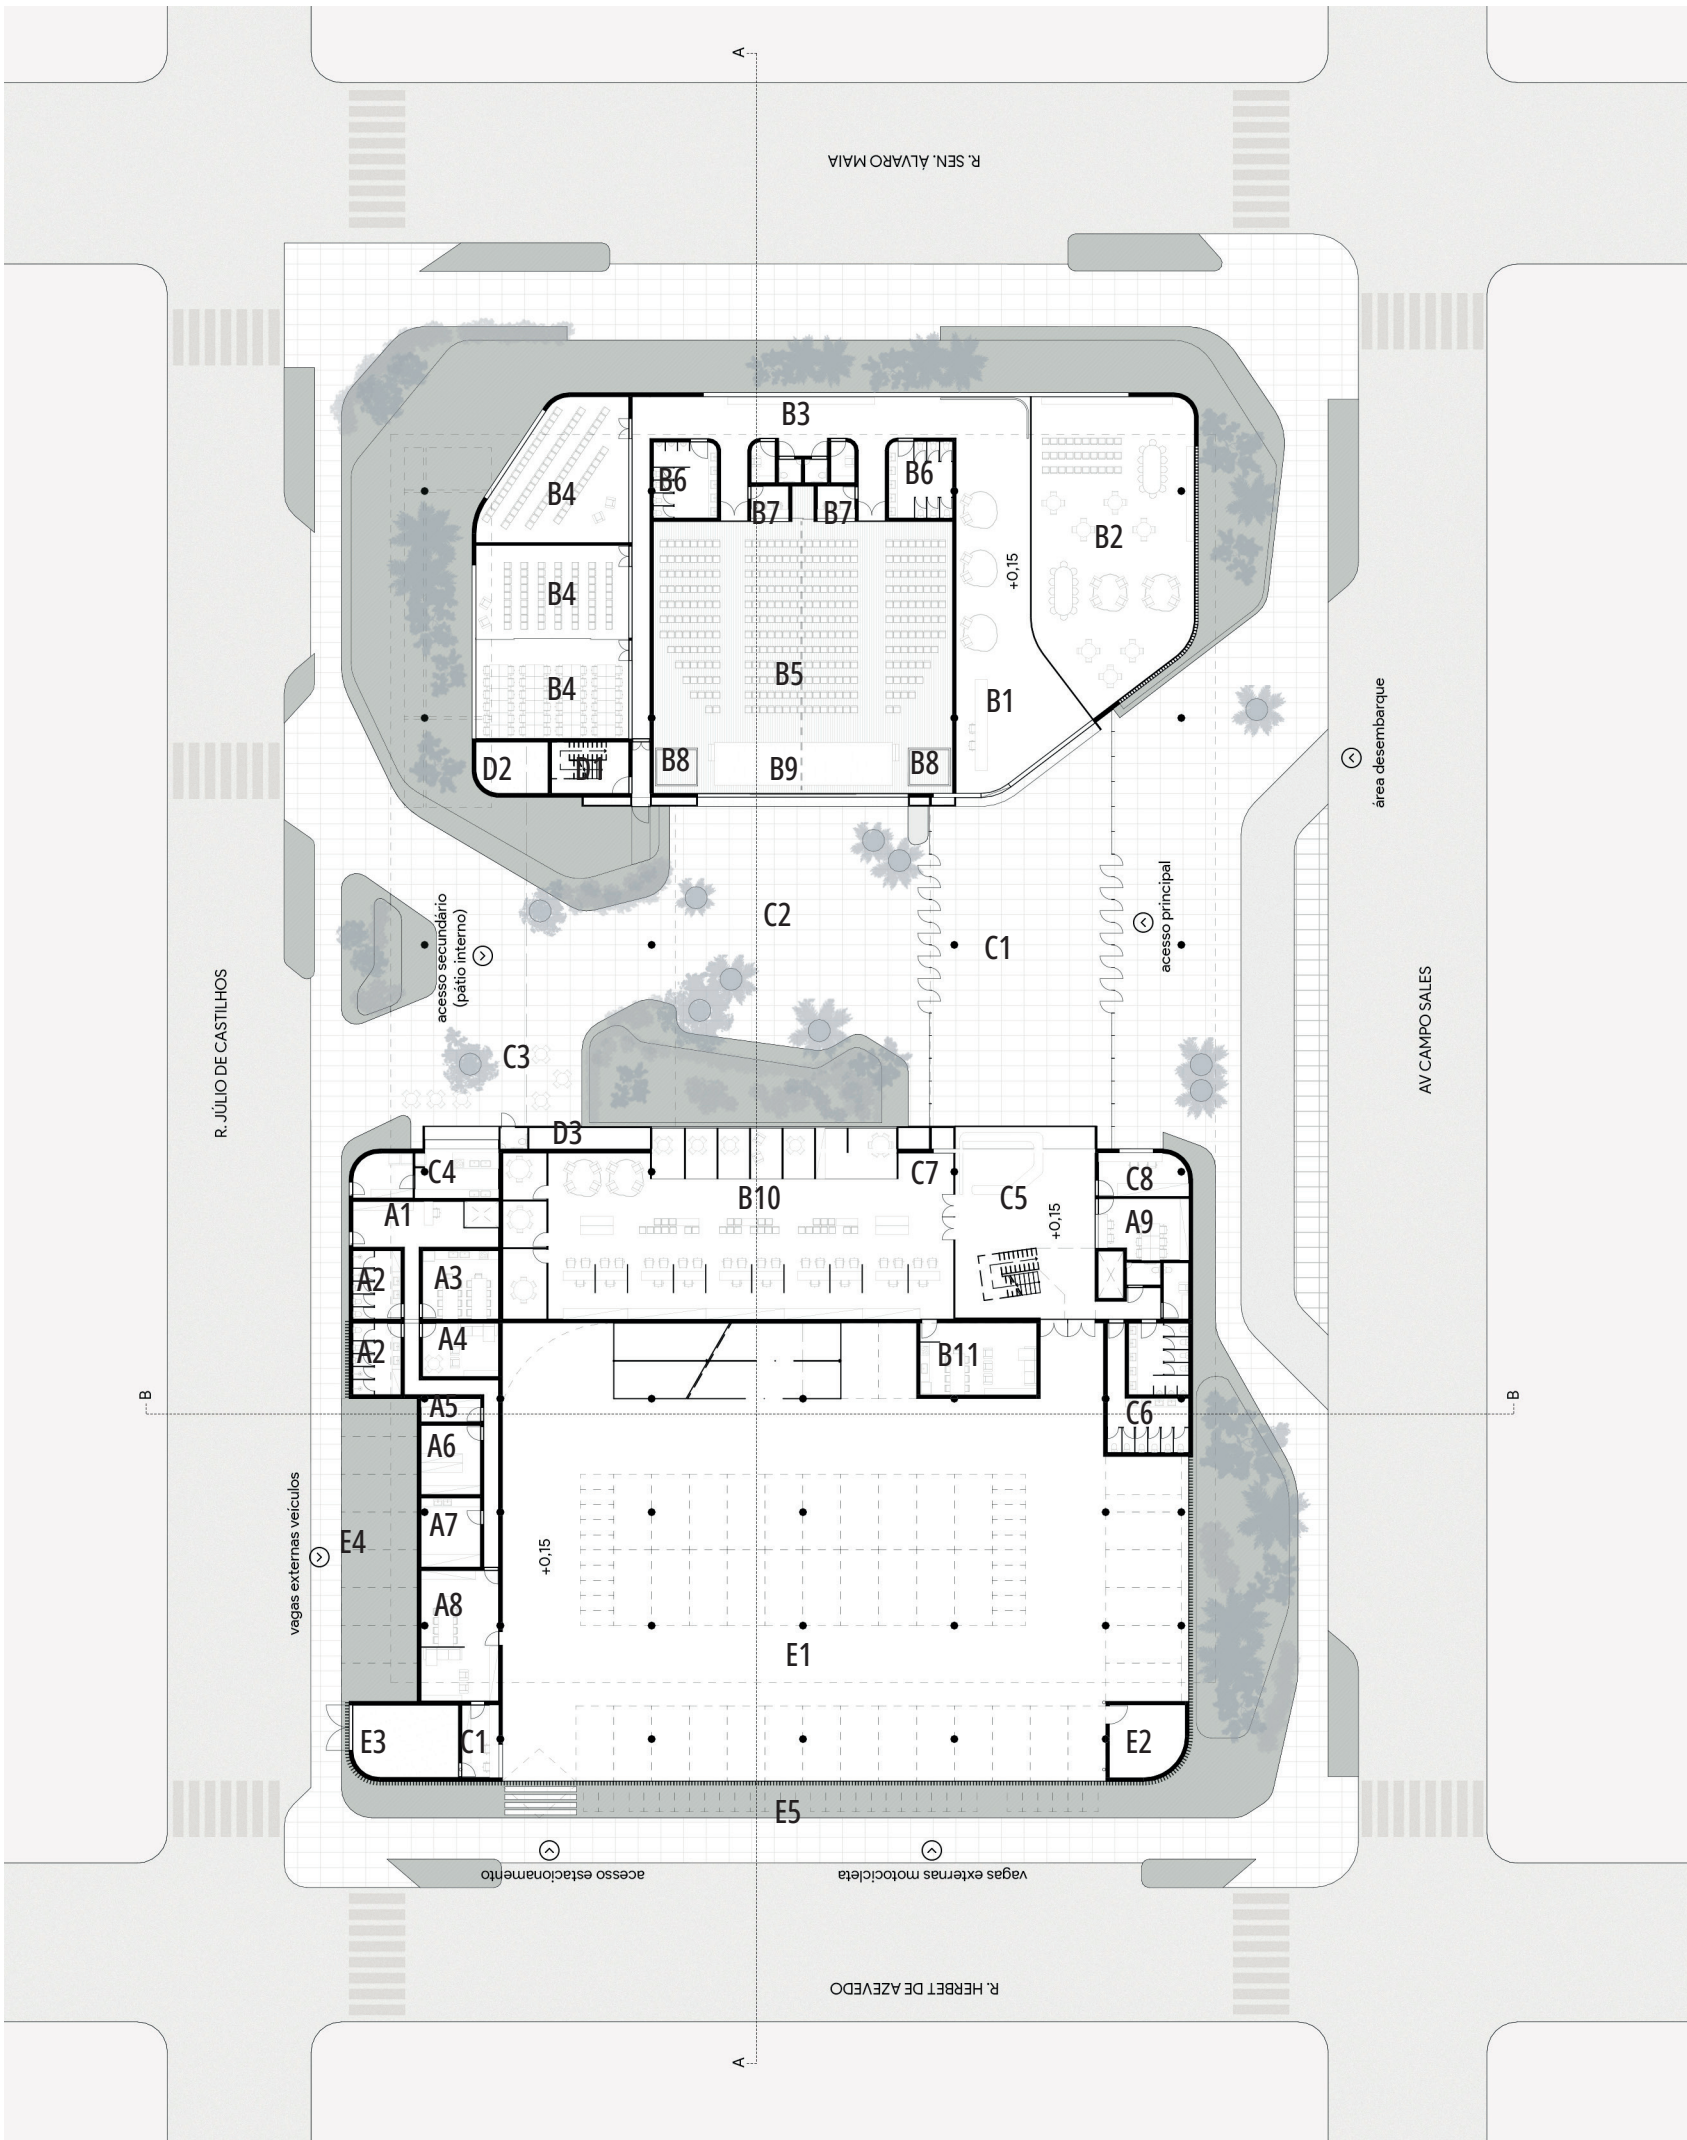 A
R. SEN. ÁLVARO MAIA
B3
B4
B6
B6
B7
B7
B2
+0,15
B4
B5
B4
B1
D2
D1
B8
B9
B8
área desembarque
C2
acesso secundário
(pátio interno)
C1
acesso principal
R. JÚLIO DE CASTILHOS
AV CAMPO SALES
C3
D3
C4
C7
C8
A1
B10
C5
+0,15
A9
A2
A3
A2
A4
B11
B
B
A5
C6
A6
A7
E4
vagas externas veículos
+0,15
A8
E1
E3
C1
E2
E5
acesso estacionamento
vagas externas motocicleta
R. HERBET DE AZEVEDO
A